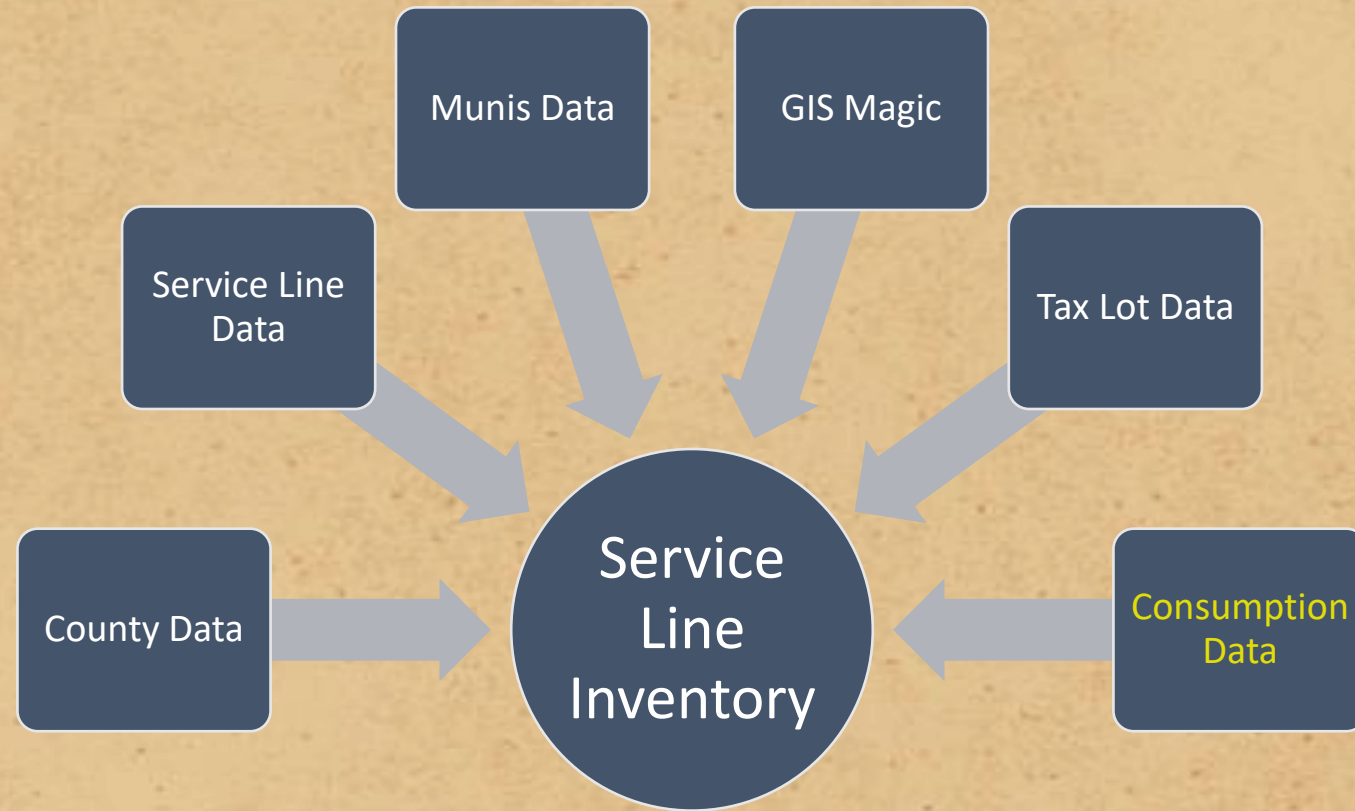 Munis Data
GIS Magic
Service Line
Data
Tax Lot Data
County Data
Service
Line
Inventory
Consumption
Data